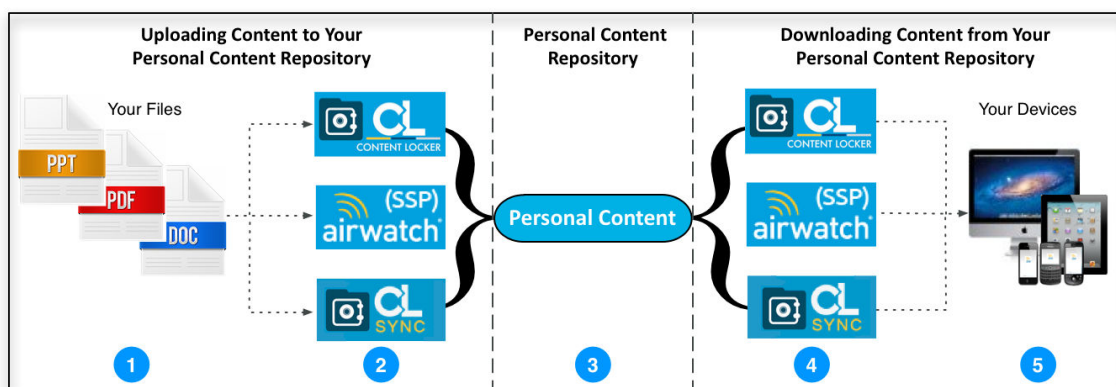 Uploading Content to Your
Personal Content Repository
Personal Content
Repository
Downloading Content from Your
Personal Content Repository
Your Files
PPT
PDF
DOC
CL
CONTENT LOCKER
(SSP)
airwatch
CL
SYNC
Personal Content
CL
CONTENT LOCKER
(SSP)
airwatch
CL
SYNC
Your Devices
1
2
3
4
5